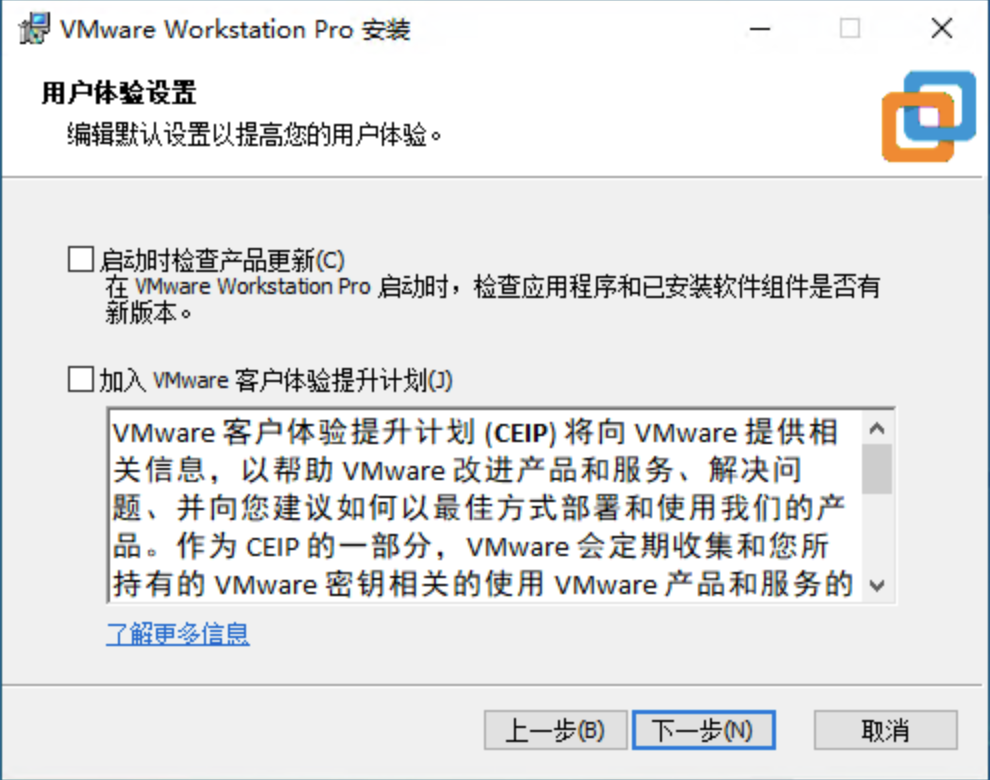 VMware Workstation Pro 安装
用户体验设置
编辑默认设置以提高您的用户体验。
启动时检查产品更新(C)
在 VMware Workstation Pro 启动时，检查应用程序和已安装软件组件是否有
新版本。
加入 VMware 客户体验提升计划(J)
VMware 客户体验提升计划 (CEIP) 将向 VMware 提供相
关信息，以帮助 VMware 改进产品和服务、解决问
题、并向您建议如何以最佳方式部署和使用我们的产
品。作为 CEIP 的一部分，VMware 会定期收集和您所
持有的 VMware 密钥相关的使用 VMware 产品和服务的
了解更多信息
上一步(B) 下一步(N) 取消